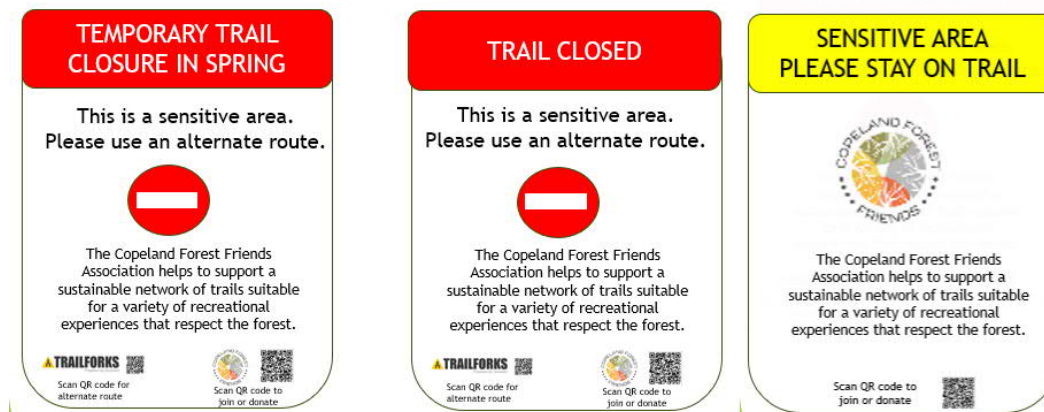 TEMPORARY TRAIL
CLOSURE IN SPRING
This is a sensitive area.
Please use an alternate route.
The Copeland Forest Friends
Association helps to support a
sustainable network of trails suitable
for a variety of recreational
experiences that respect the forest.
TRAILFORKS
Scan QR code for
alternate route
COPELAND FOREST
FRIENDS
Scan QR code to
join or donate
TRAIL CLOSED
This is a sensitive area.
Please use an alternate route.
The Copeland Forest Friends
Association helps to support a
sustainable network of trails suitable
for a variety of recreational
experiences that respect the forest.
TRAILFORKS
Scan QR code for
alternate route
COPELAND FOREST
FRIENDS
Scan QR code to
join or donate
SENSITIVE AREA
PLEASE STAY ON TRAIL
COPELAND FOREST
FRIENDS
The Copeland Forest Friends
Association helps to support a
sustainable network of trails suitable
for a variety of recreational
experiences that respect the forest.
Scan QR code to
join or donate